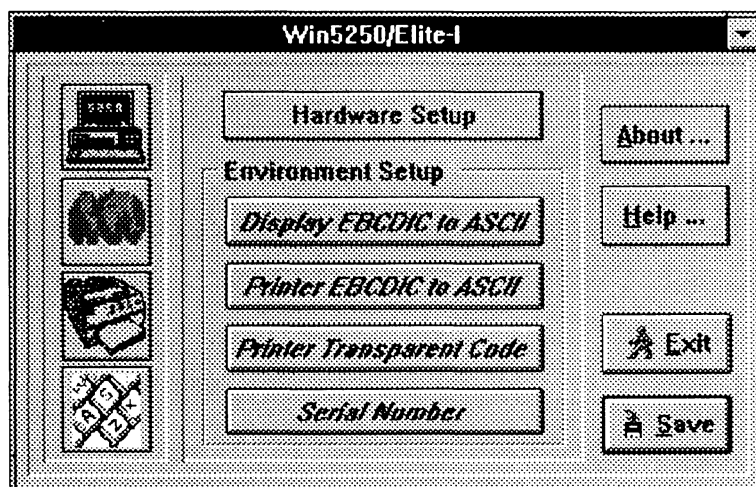 Win5250/Elite-I
Hardware Setup
Environment Setup
Display EBCDIC to ASCII
Printer EBCDIC to ASCII
Printer Transparent Code
Serial Number
About ...
Help ...
Exit
Save